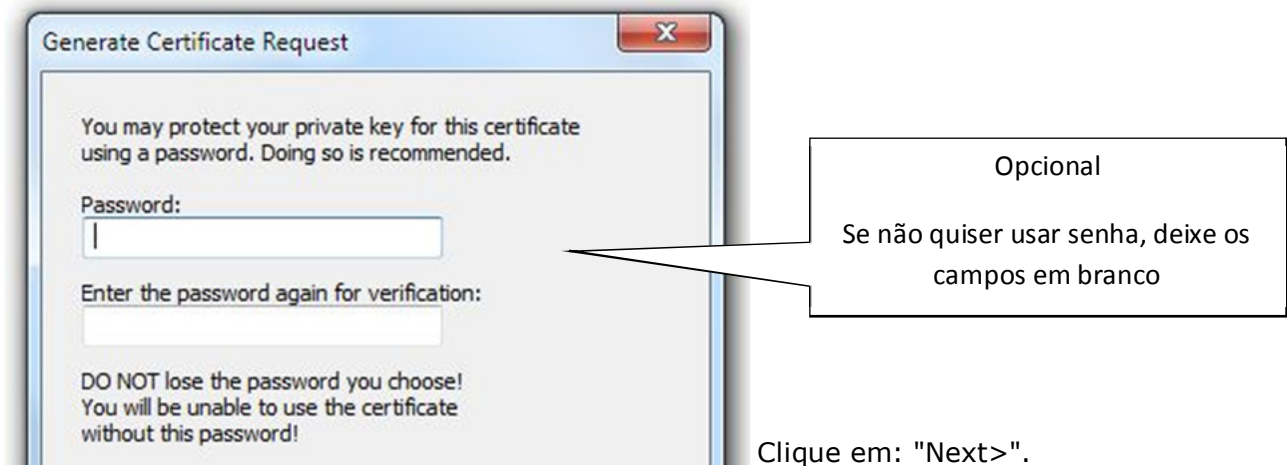 Generate Certificate Request
You may protect your private key for this certificate
using a password. Doing so is recommended.
Password:
Enter the password again for verification:
DO NOT lose the password you choose!
You will be unable to use the certificate
without this password!
Opcional
Se não quiser usar senha, deixe os
campos em branco
Clique em: "Next>".